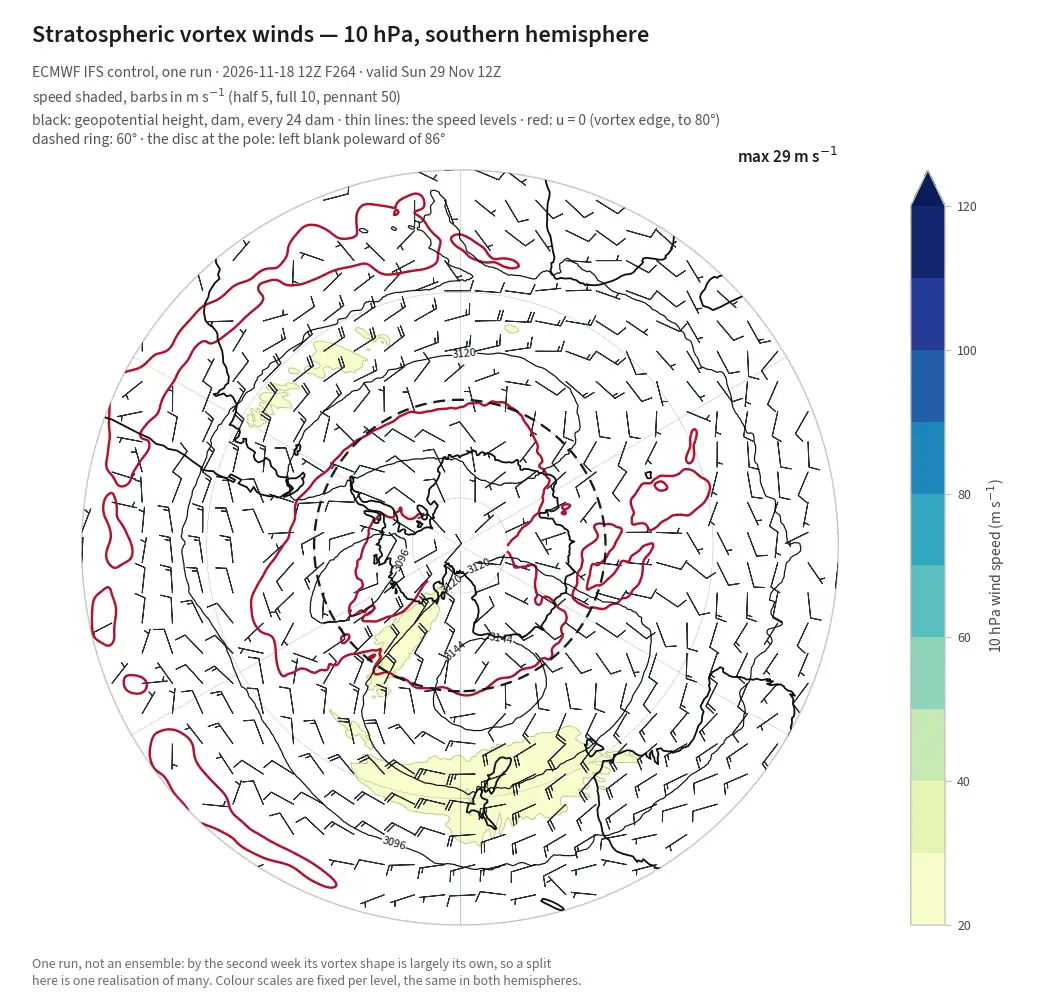 Stratospheric vortex winds — 10 hPa, southern hemisphere
ECMWF IFS control, one run · 2026-11-18 12Z F264 · valid Sun 29 Nov 12Z
speed shaded, barbs in m s⁻¹ (half 5, full 10, pennant 50)
black: geopotential height, dam, every 24 dam · thin lines: the speed levels · red: u = 0 (vortex edge, to 80°)
dashed ring: 60° · the disc at the pole: left blank poleward of 86°
max 29 m s⁻¹
120
100
80
60
40
20
10 hPa wind speed (m s⁻¹)
3120
3096
3120
3120
3144
3144
3096
One run, not an ensemble: by the second week its vortex shape is largely its own, so a split
here is one realisation of many. Colour scales are fixed per level, the same in both hemispheres.